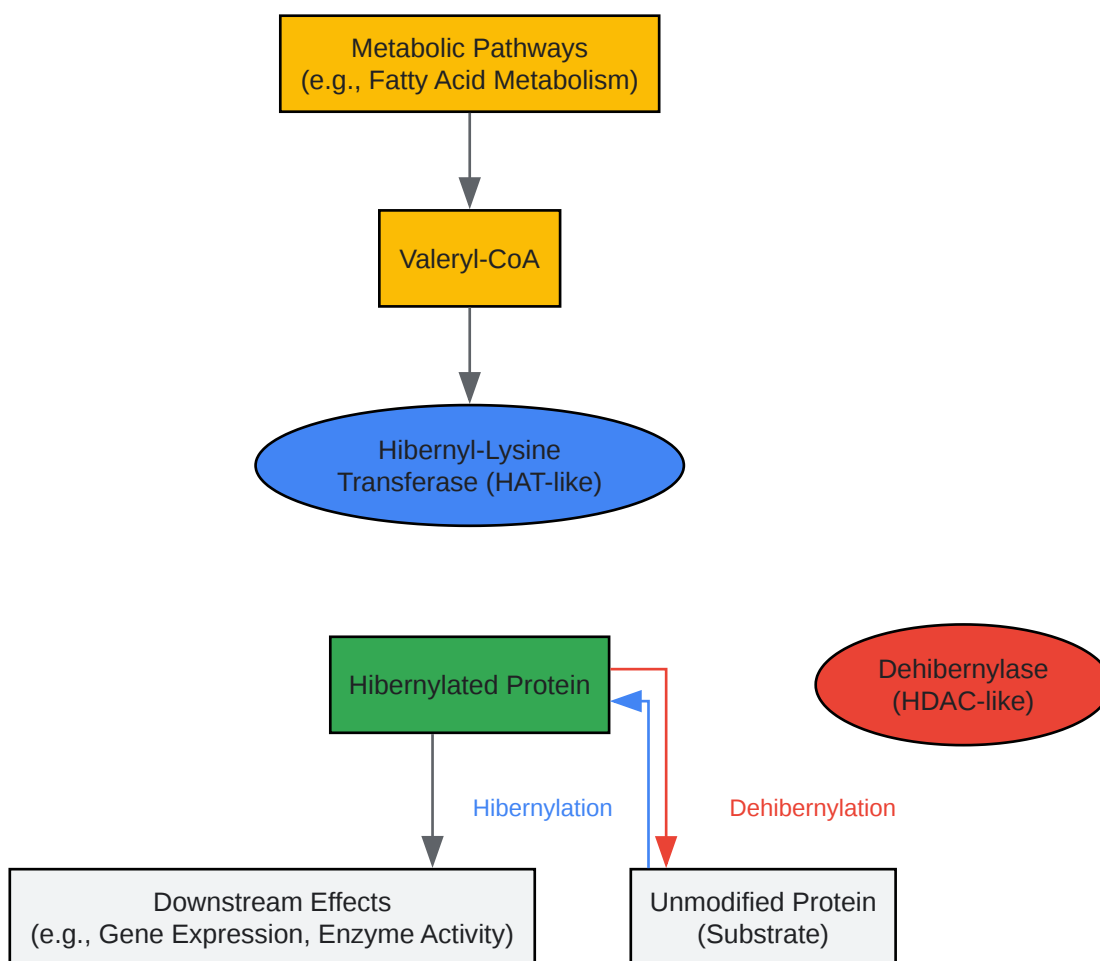 Metabolic Pathways
(e.g., Fatty Acid Metabolism)
Valeryl-CoA
Hibernyl-Lysine
Transferase (HAT-like)
Hibernylated Protein
Dehibernylase
(HDAC-like)
Hibernylation
Dehibernylation
Downstream Effects
(e.g., Gene Expression, Enzyme Activity)
Unmodified Protein
(Substrate)